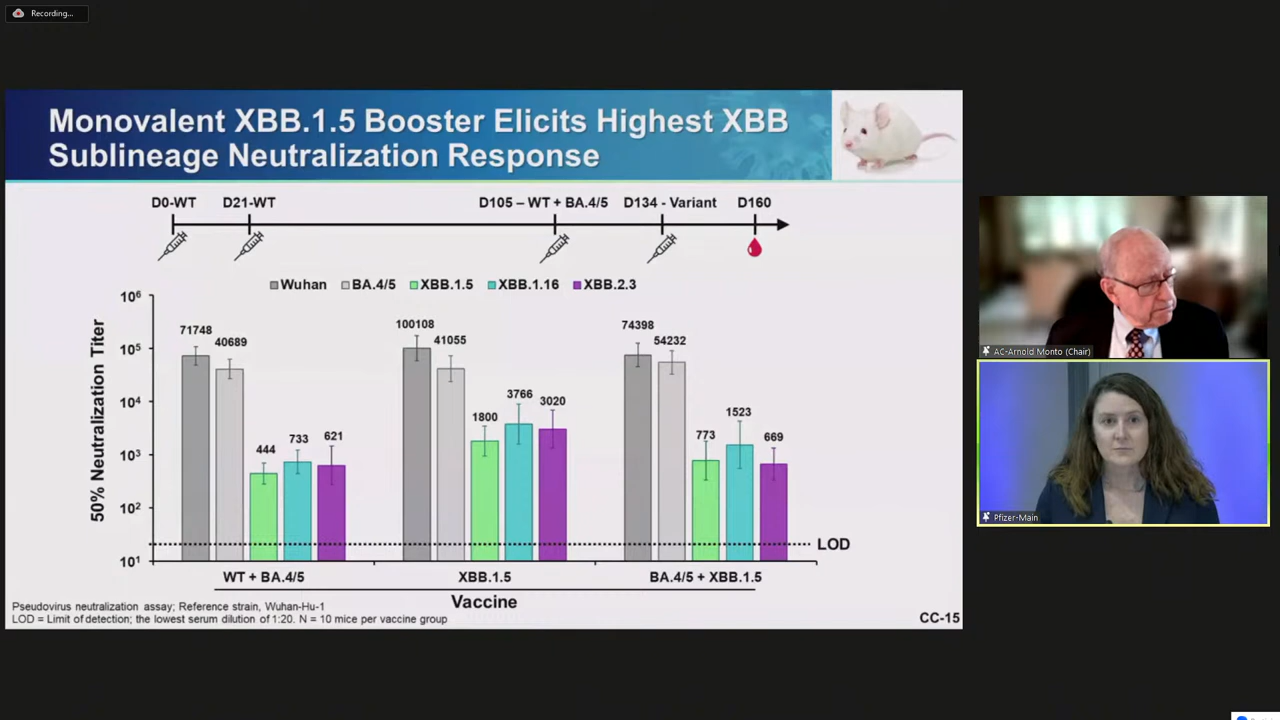 Recording...
Monovalent XBB.1.5 Booster Elicits Highest XBB
Sublineage Neutralization Response
D0-WT D21-WT D105 – WT + BA.4/5 D134 - Variant D160
Wuhan BA.4/5 XBB.1.5 XBB.1.16 XBB.2.3
50% Neutralization Titer
10⁶
10⁵
10⁴
10³
10²
10¹
71748 40689 444 733 621
100108 41055 1800 3766 3020
74398 54232 773 1523 669
LOD
WT + BA.4/5 XBB.1.5 BA.4/5 + XBB.1.5
Vaccine
Pseudovirus neutralization assay; Reference strain, Wuhan-Hu-1
LOD = Limit of detection; the lowest serum dilution of 1:20. N = 10 mice per vaccine group
CC-15
AC-Arnold Monto (Chair)
Pfizer-Main